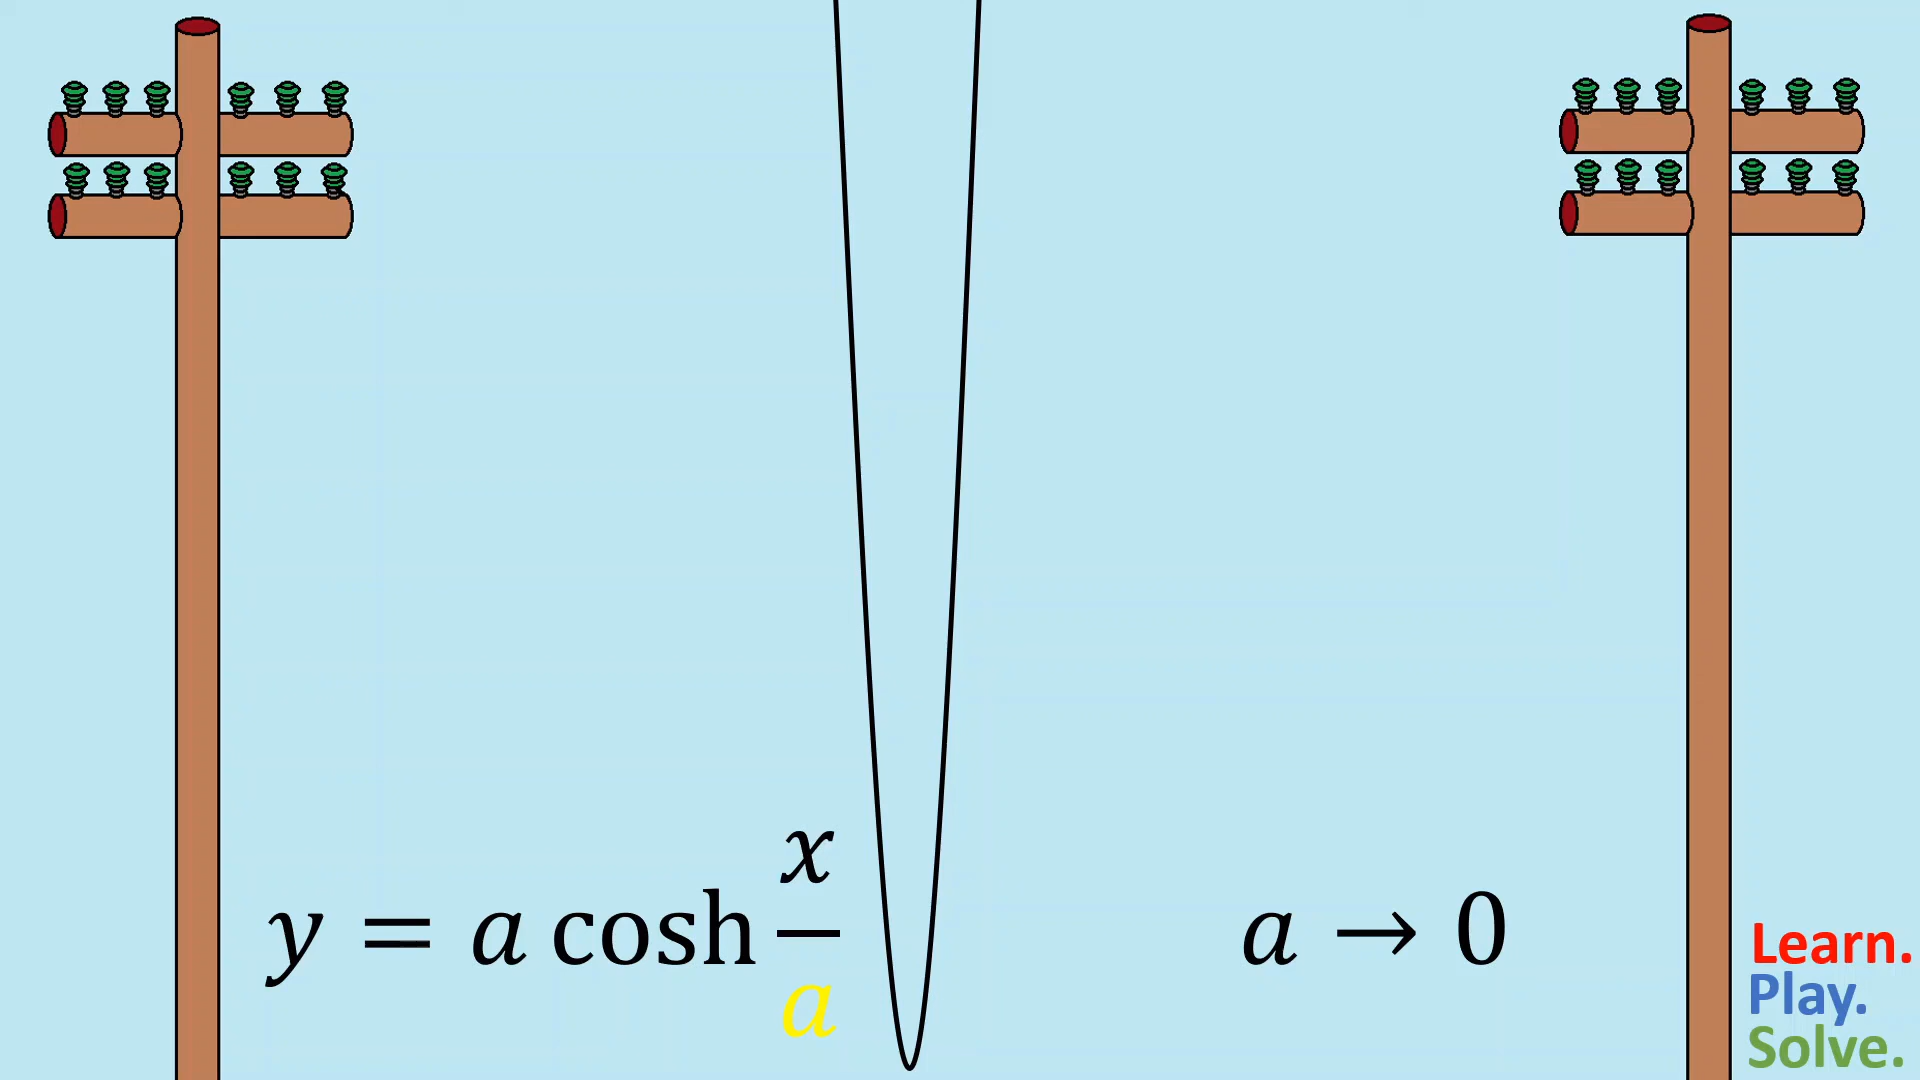 y = a cosh x/a
a → 0
Learn.
Play.
Solve.